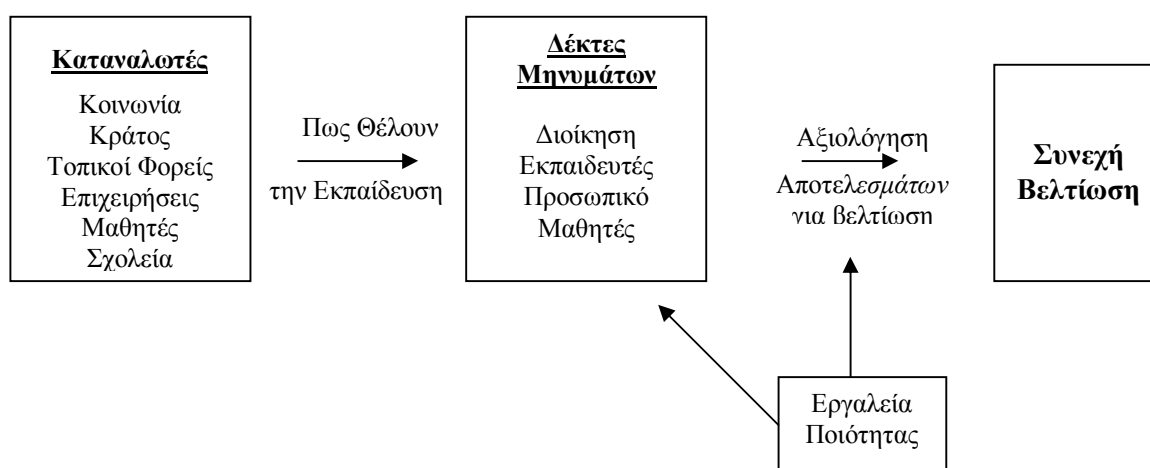 Καταναλωτές
Κοινωνία
Κράτος
Τοπικοί Φορείς
Επιχειρήσεις
Μαθητές
Σχολεία
Πως Θέλουν
την Εκπαίδευση
Δέκτες
Μηνυμάτων
Διοίκηση
Εκπαιδευτές
Προσωπικό
Μαθητές
Αξιολόγηση
Αποτελεσμάτων
για βελτίωση
Συνεχή
Βελτίωση
Εργαλεία
Ποιότητας